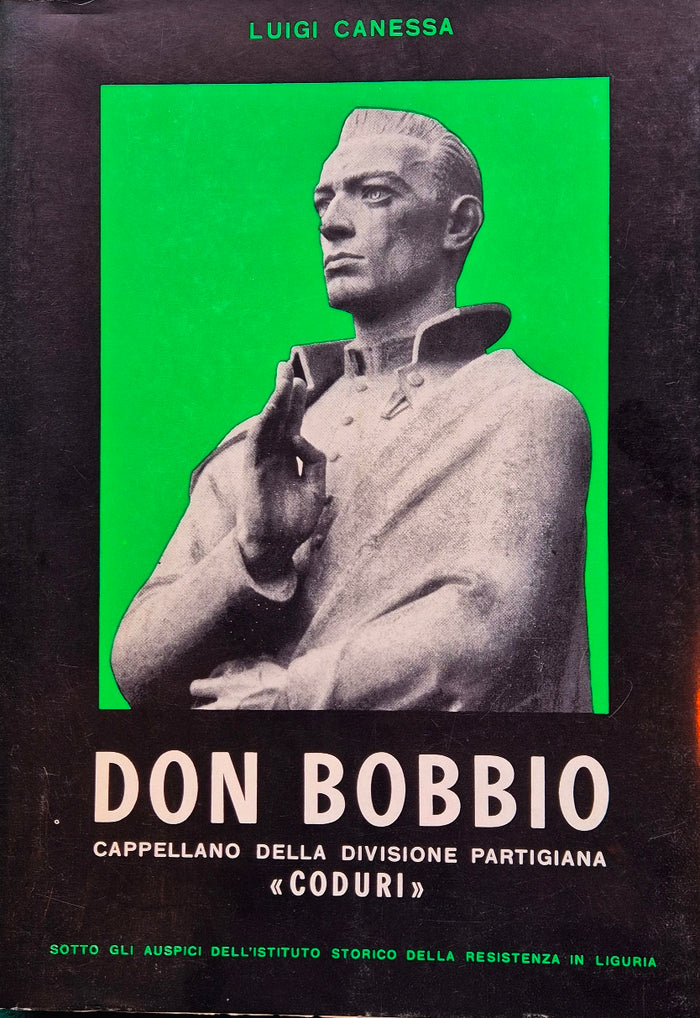 LUIGI CANESSA
DON BOBBIO
CAPPELLANO DELLA DIVISIONE PARTIGIANA
«CODURI»
SOTTO GLI AUSPICI DELL'ISTITUTO STORICO DELLA RESISTENZA IN LIGURIA